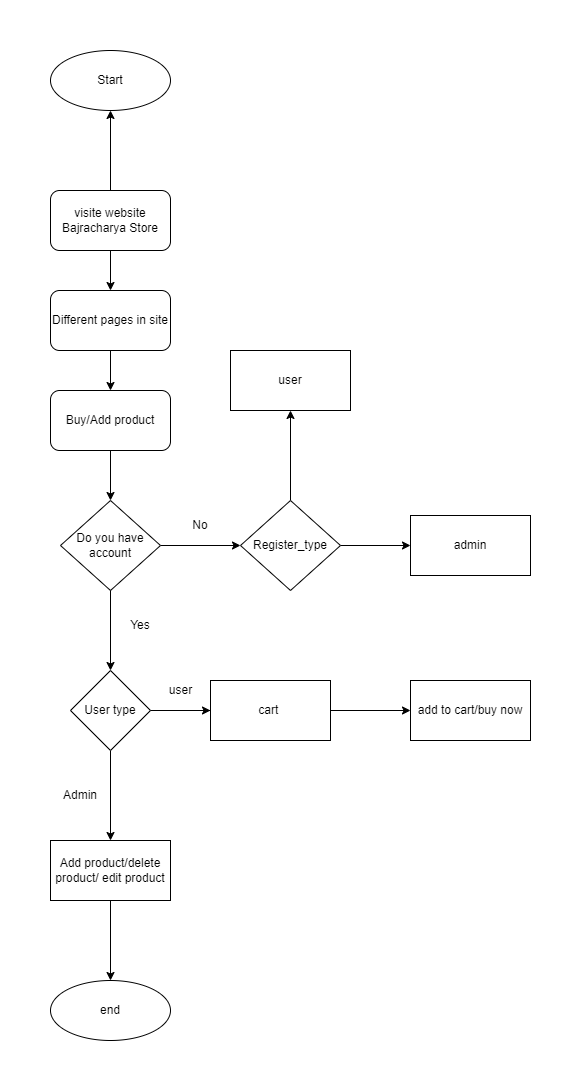 Start
visite website
Bajracharya Store
Different pages in site
Buy/Add product
user
Do you have
account
No
Register_type
admin
Yes
User type
user
cart
add to cart/buy now
Admin
Add product/delete
product/ edit product
end